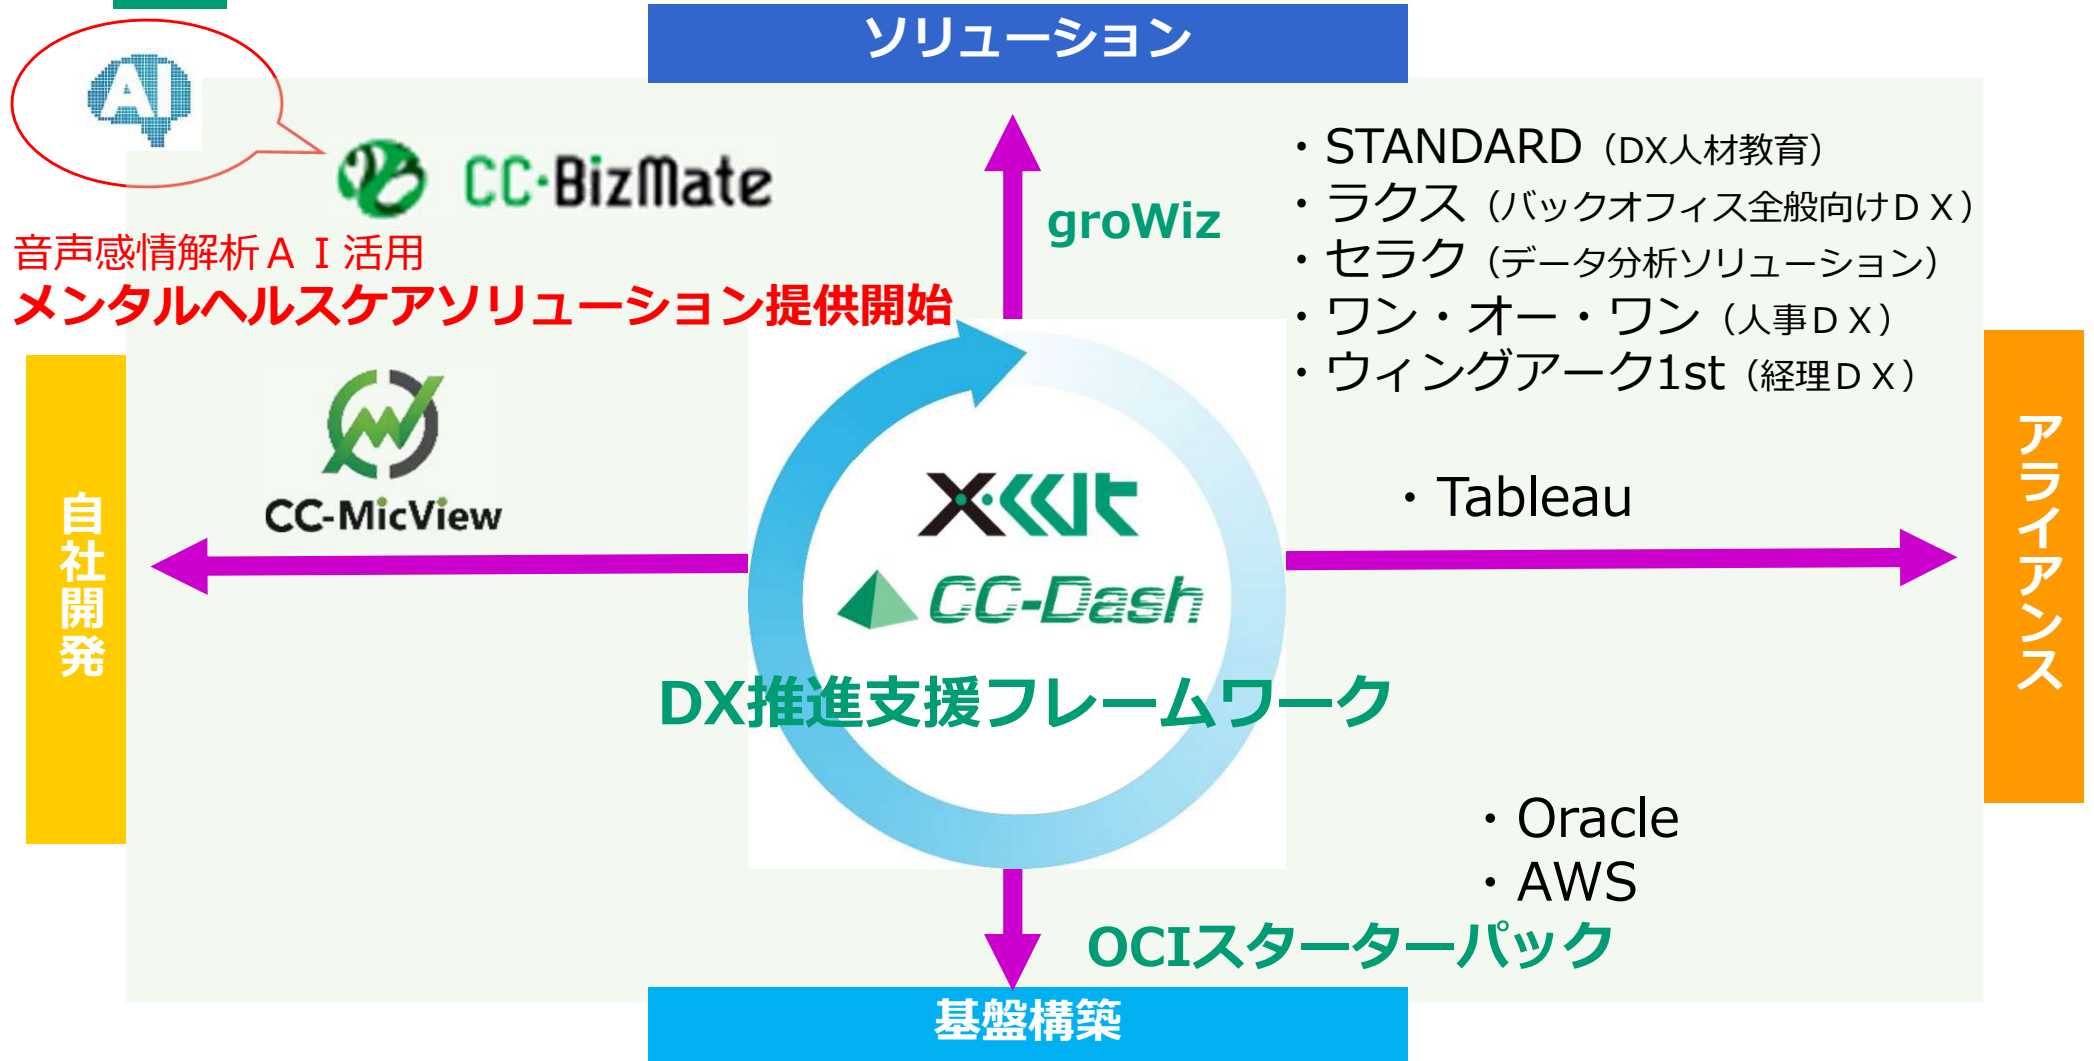 ソリューション
AI
CC·BizMate
音声感情解析ＡＩ活用
メンタルヘルスケアソリューション提供開始
groWiz
・STANDARD（DX人材教育）
・ラクス（バックオフィス全般向けＤＸ）
・セラク（データ分析ソリューション）
・ワン・オー・ワン（人事ＤＸ）
・ウィングアーク1st（経理ＤＸ）
自社開発
CC-MicView
CC-Dash
DX推進支援フレームワーク
・Tableau
アライアンス
・Oracle
・AWS
OCIスターターパック
基盤構築